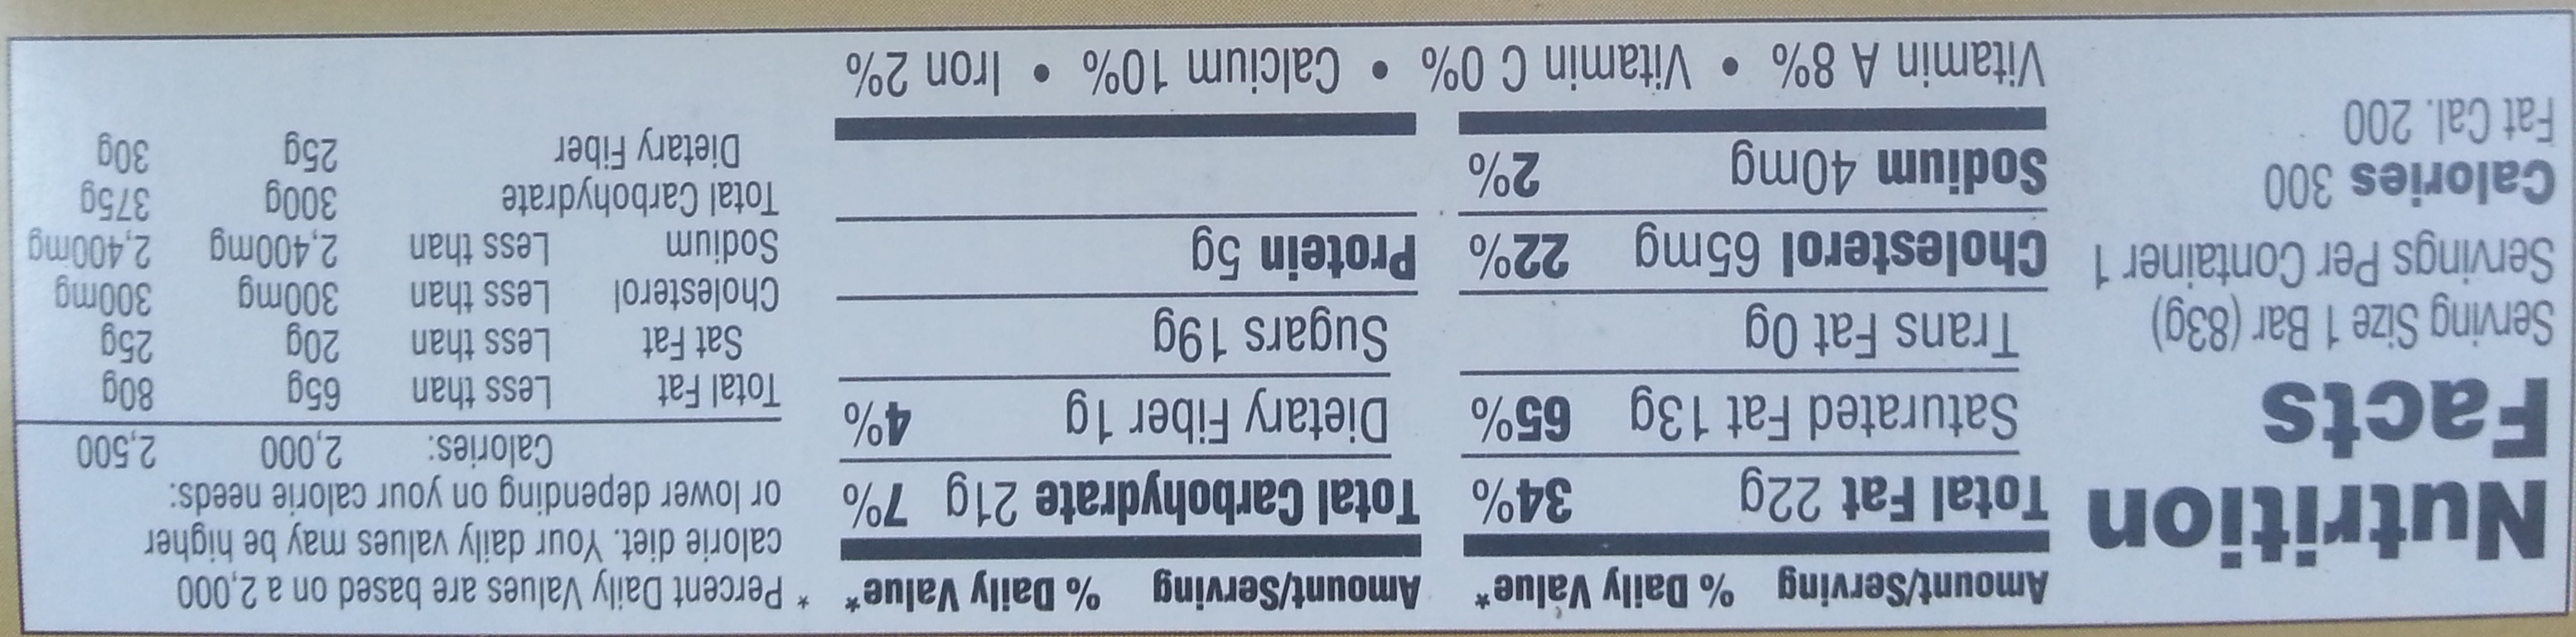 Nutrition
Facts
Serving Size 1 Bar (83g)
Servings Per Container 1
Calories 300
Fat Cal. 200
Amount/Serving % Daily Value*
Total Fat 22g 34%
Saturated Fat 13g 65%
Trans Fat 0g
Cholesterol 65mg 22%
Sodium 40mg 2%
Amount/Serving % Daily Value*
Total Carbohydrate 21g 7%
Dietary Fiber 1g 4%
Sugars 19g
Protein 5g
Vitamin A 8% • Vitamin C 0% • Calcium 10% • Iron 2%
* Percent Daily Values are based on a 2,000
calorie diet. Your daily values may be higher
or lower depending on your calorie needs:
Calories: 2,000 2,500
Total Fat Less than 65g 80g
Sat Fat Less than 20g 25g
Cholesterol Less than 300mg 300mg
Sodium Less than 2,400mg 2,400mg
Total Carbohydrate 300g 375g
Dietary Fiber 25g 30g